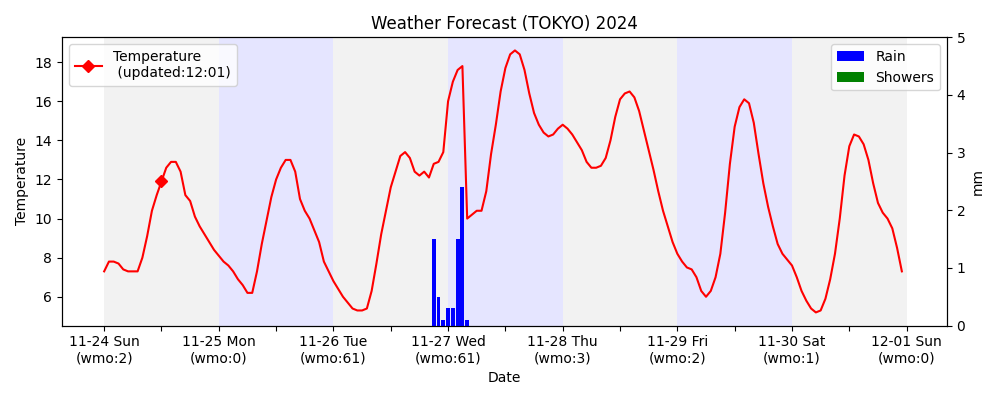 Weather Forecast (TOKYO) 2024
Temperature
(updated:12:01)
Rain
Showers
Temperature
18
16
14
12
10
8
6
5
4
3
2
1
0
mm
11-24 Sun
(wmo:2)
11-25 Mon
(wmo:0)
11-26 Tue
(wmo:61)
11-27 Wed
(wmo:61)
11-28 Thu
(wmo:3)
11-29 Fri
(wmo:2)
11-30 Sat
(wmo:1)
12-01 Sun
(wmo:0)
Date